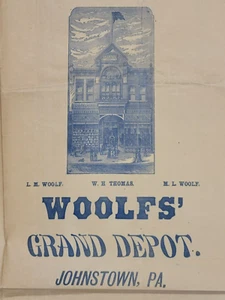 L. M. WOOLF. W. H THOMAS. M. L. WOOLF.
WOOLFS'
GRAND DEPOT.
JOHNSTOWN, PA.